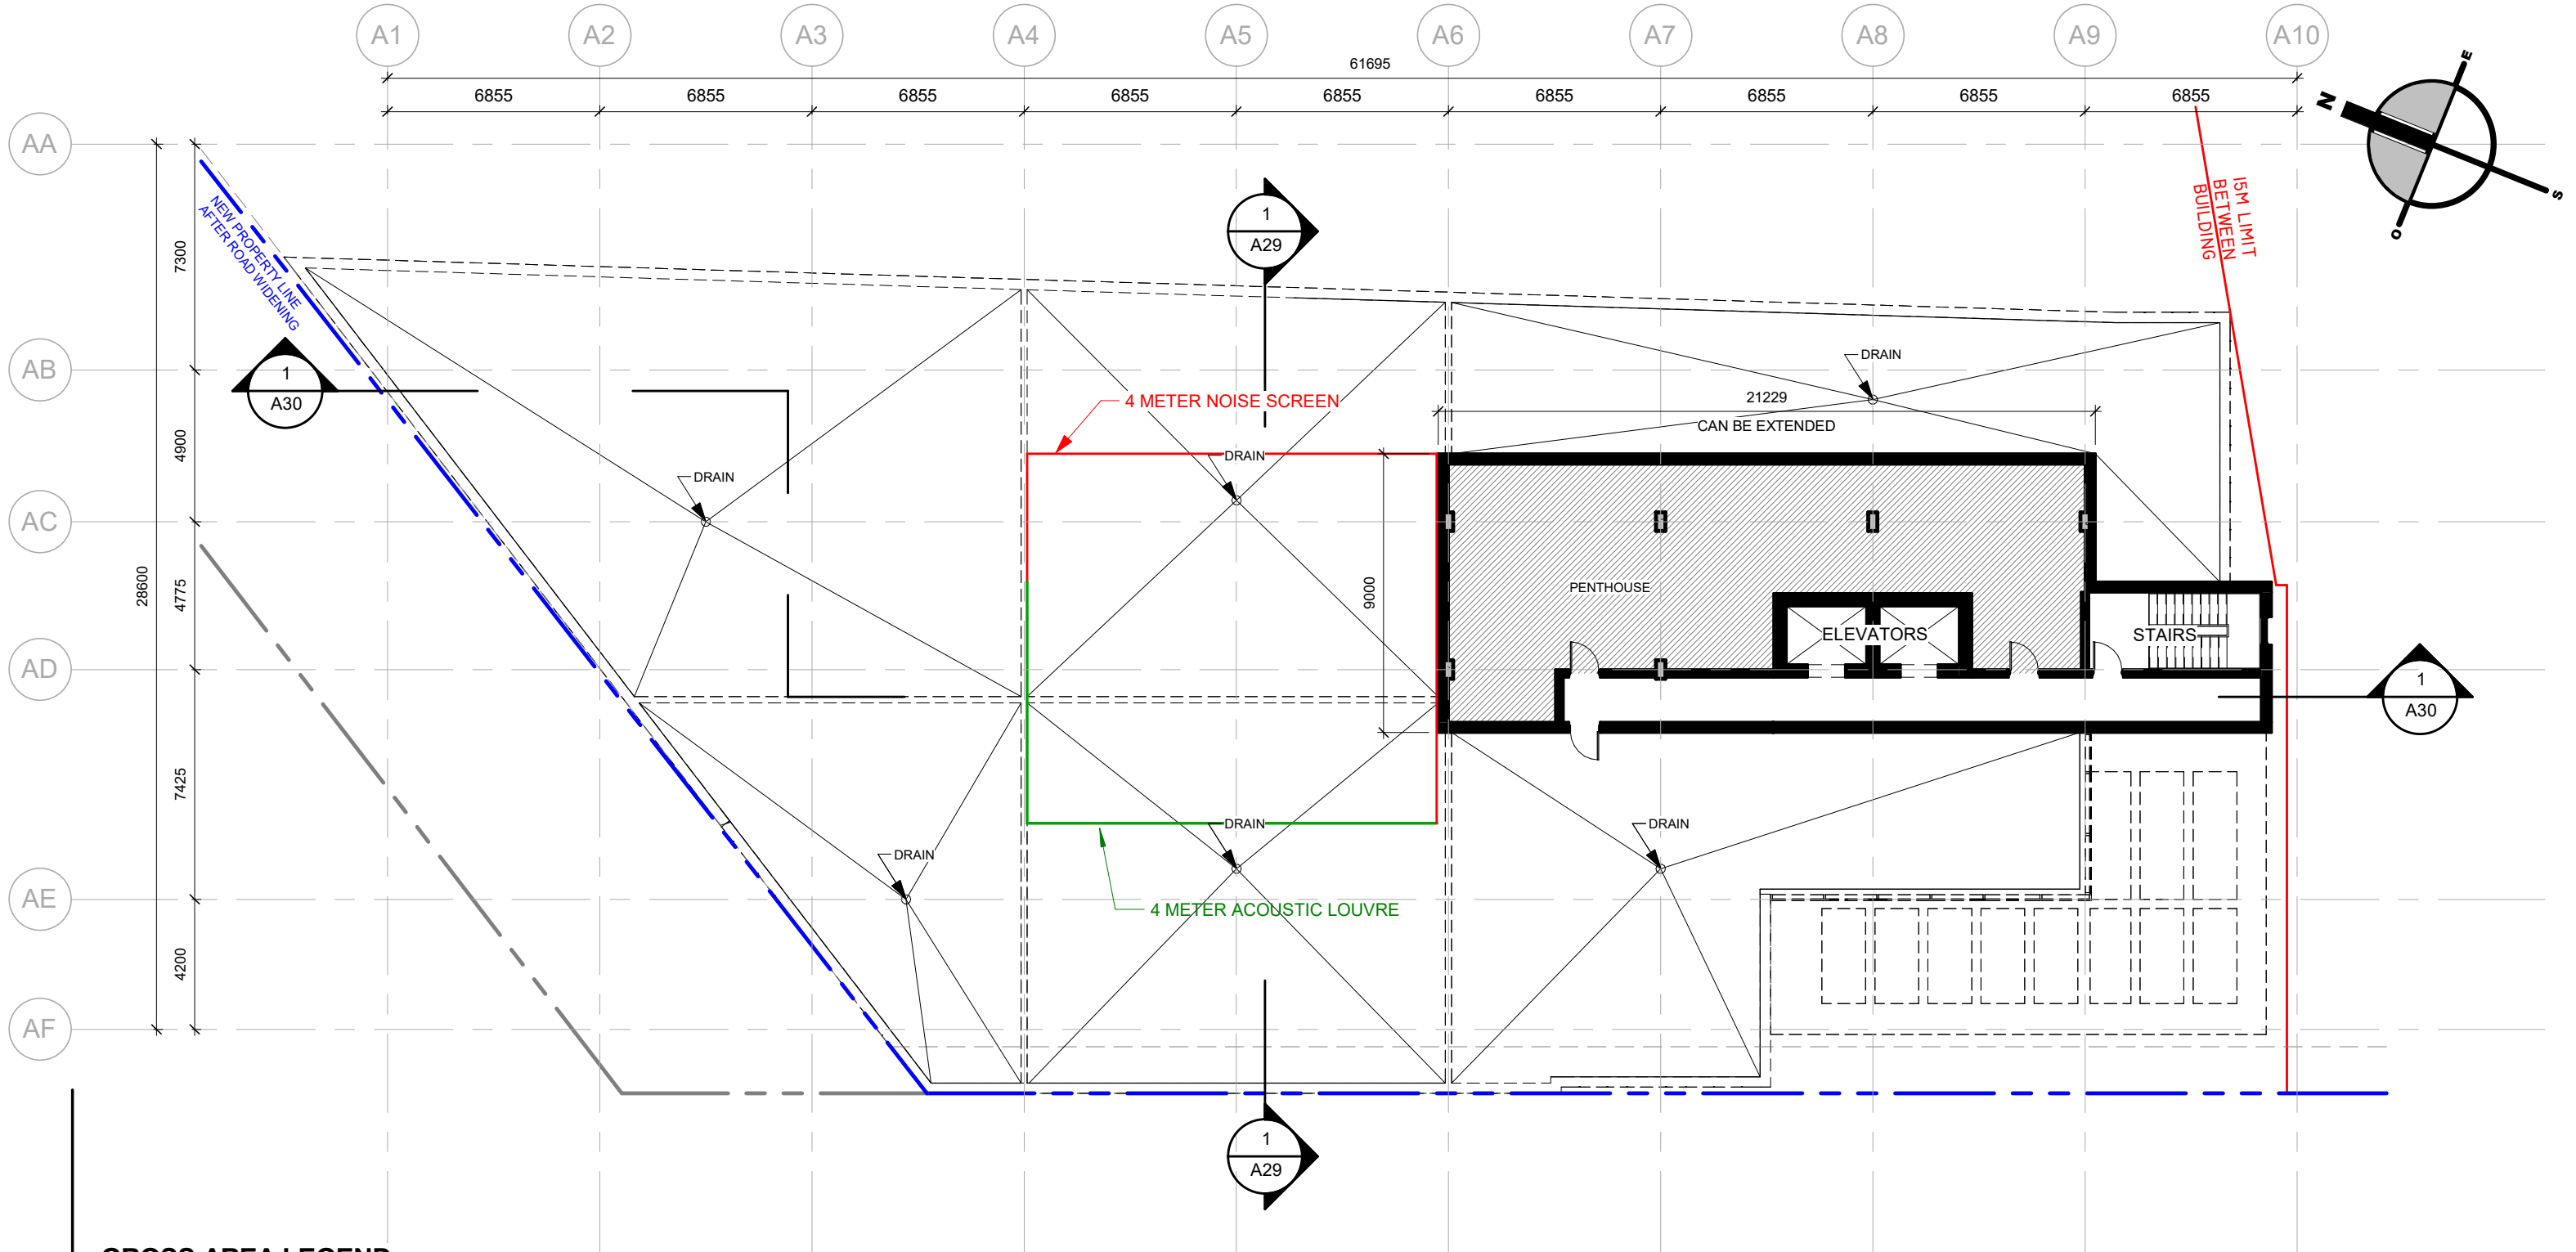 A1 A2 A3 A4 A5 A6 A7 A8 A9 A10
61695
6855 6855 6855 6855 6855 6855 6855 6855 6855
N
E
S
O
AA
AB
AC
AD
AE
AF
28600
7300
4900
4775
7425
4200
NEW PROPERTY LINE
AFTER ROAD WIDENING
15M LIMIT
BETWEEN
BUILDING
1
A29
1
A30
4 METER NOISE SCREEN
DRAIN
21229
CAN BE EXTENDED
DRAIN
DRAIN
9000
PENTHOUSE
ELEVATORS
STAIRS
1
A30
DRAIN
DRAIN
DRAIN
4 METER ACOUSTIC LOUVRE
1
A29